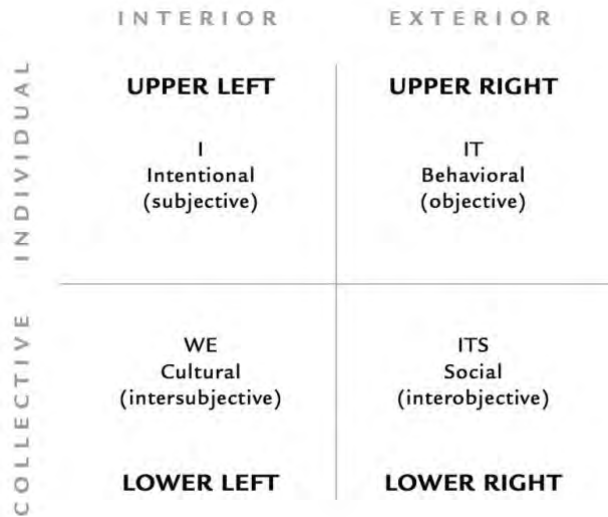 INTERIOR EXTERIOR
INDIVIDUAL
UPPER LEFT
I
Intentional
(subjective)
UPPER RIGHT
IT
Behavioral
(objective)
COLLECTIVE
WE
Cultural
(intersubjective)
LOWER LEFT
ITS
Social
(interobjective)
LOWER RIGHT